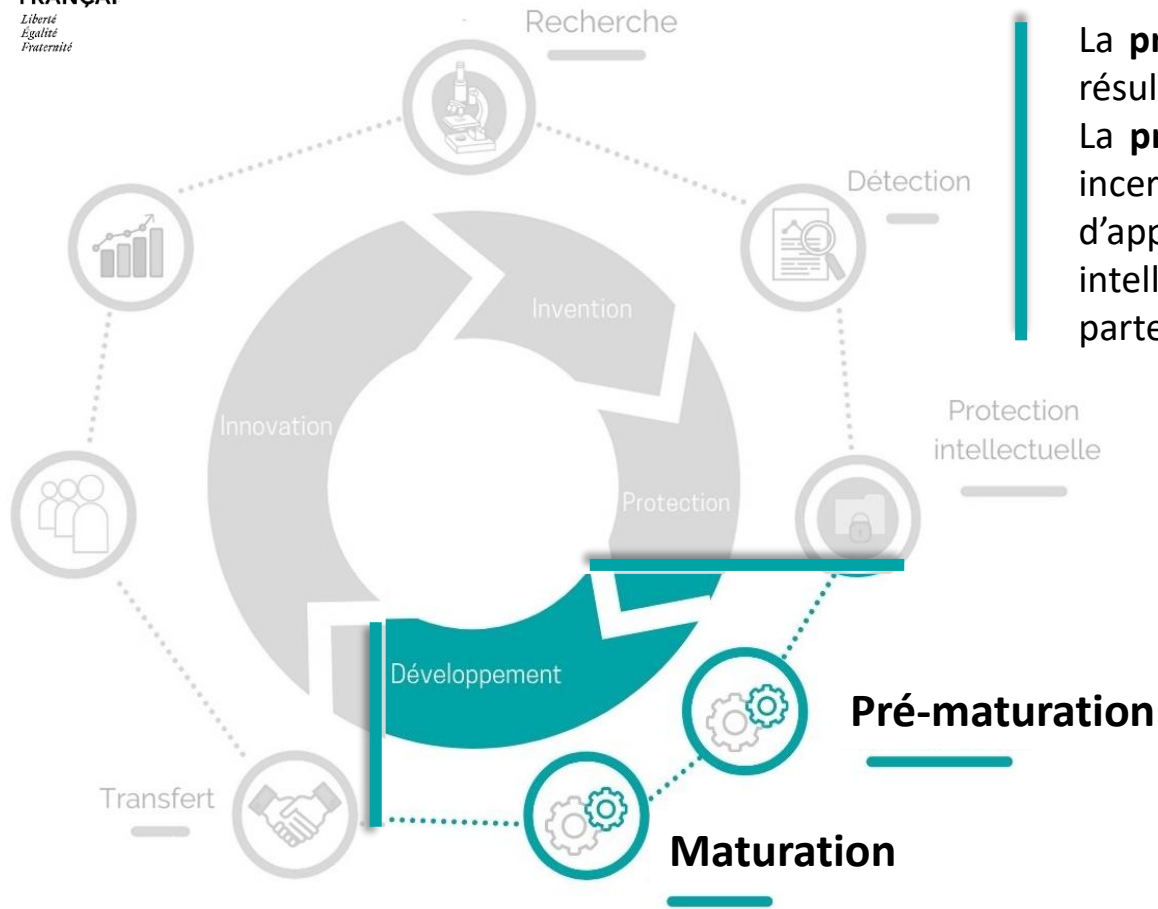 Liberté
Égalité
Fraternité
Recherche
La
résul
La
incer
d'app
intell
parte
Détection
Invention
Innovation
Protection
intellectuelle
Protection
Développement
Pré-maturation
Transfert
Maturation